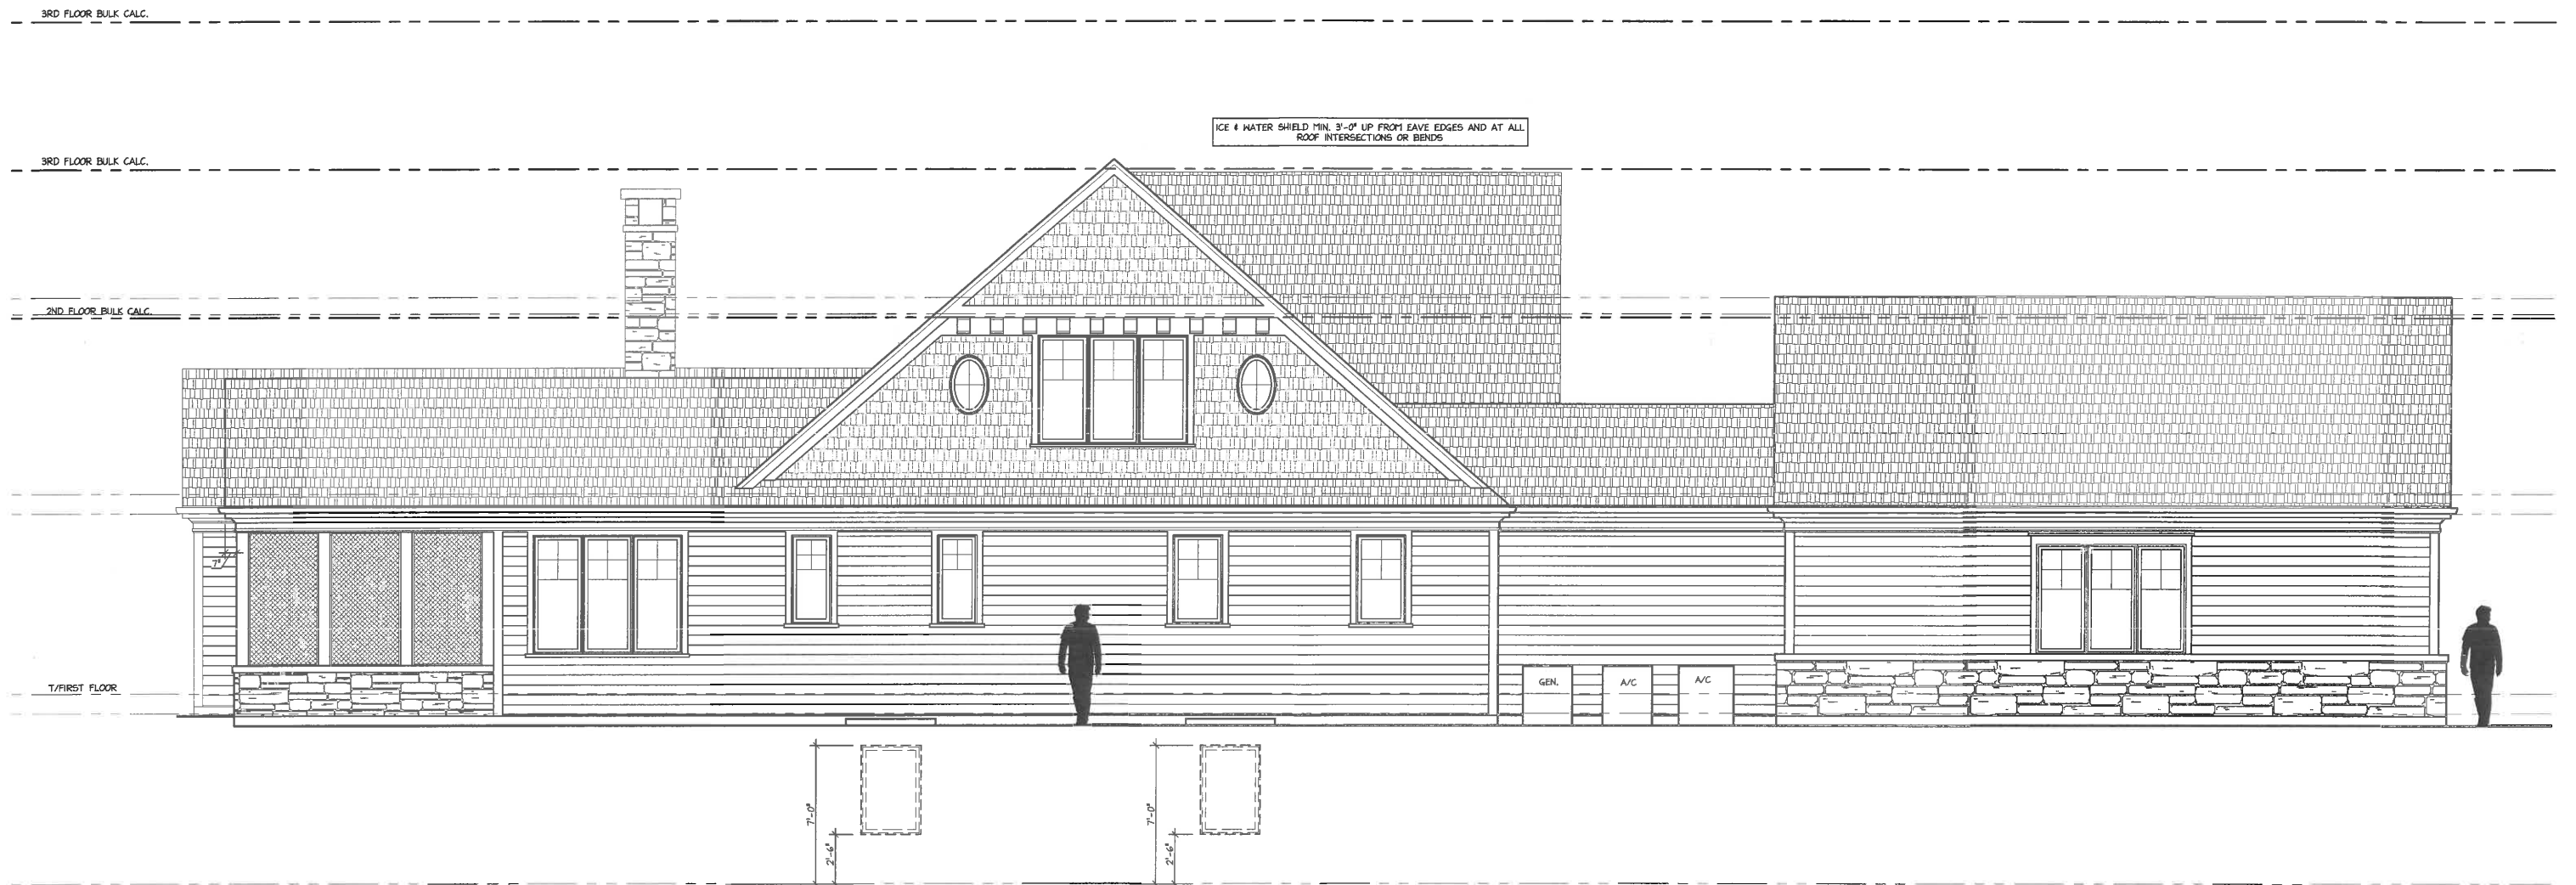 3RD FLOOR BULK CALC.
ICE & WATER SHIELD MIN. 3'-0" UP FROM EAVE EDGES AND AT ALL
ROOF INTERSECTIONS OR BENDS
3RD FLOOR BULK CALC.
2ND FLOOR BULK CALC.
7"
T/FIRST FLOOR
GEN.
A/C
A/C
7'-0"
2'-6"
7'-0"
2'-6"